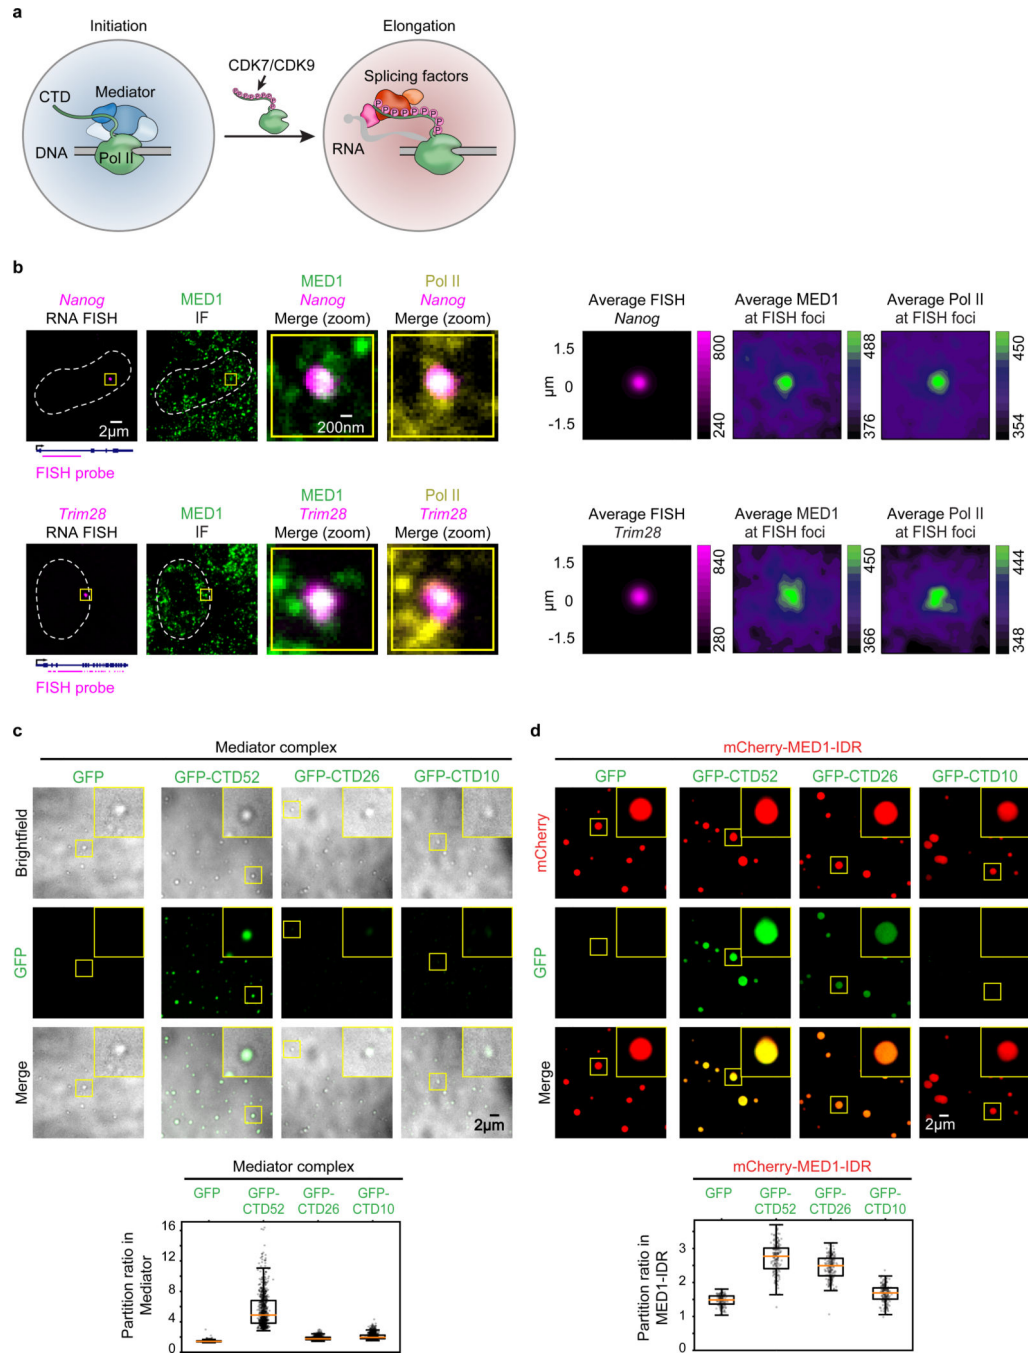 a
Initiation
Elongation
CDK7/CDK9
CTD
Mediator
DNA
Pol II
Splicing factors
P P P P P P P
P P P P P P P P P
RNA
b
Nanog
RNA FISH
MED1
IF
MED1
Nanog
Merge (zoom)
Pol II
Nanog
Merge (zoom)
2µm
200nm
FISH probe
Average FISH
Nanog
Average MED1
at FISH foci
Average Pol II
at FISH foci
µm
1.5
0
-1.5
800
240
488
376
450
354
Trim28
RNA FISH
MED1
IF
MED1
Trim28
Merge (zoom)
Pol II
Trim28
Merge (zoom)
FISH probe
Average FISH
Trim28
Average MED1
at FISH foci
Average Pol II
at FISH foci
µm
1.5
0
-1.5
840
280
450
366
444
348
c
Mediator complex
GFP GFP-CTD52 GFP-CTD26 GFP-CTD10
Brightfield
GFP
Merge
2µm
Mediator complex
GFP GFP-CTD52 GFP-CTD26 GFP-CTD10
Partition ratio in Mediator
16
12
8
4
0
d
mCherry-MED1-IDR
GFP GFP-CTD52 GFP-CTD26 GFP-CTD10
mCherry
GFP
Merge
2µm
mCherry-MED1-IDR
GFP GFP-CTD52 GFP-CTD26 GFP-CTD10
Partition ratio in MED1-IDR
3
2
1
0